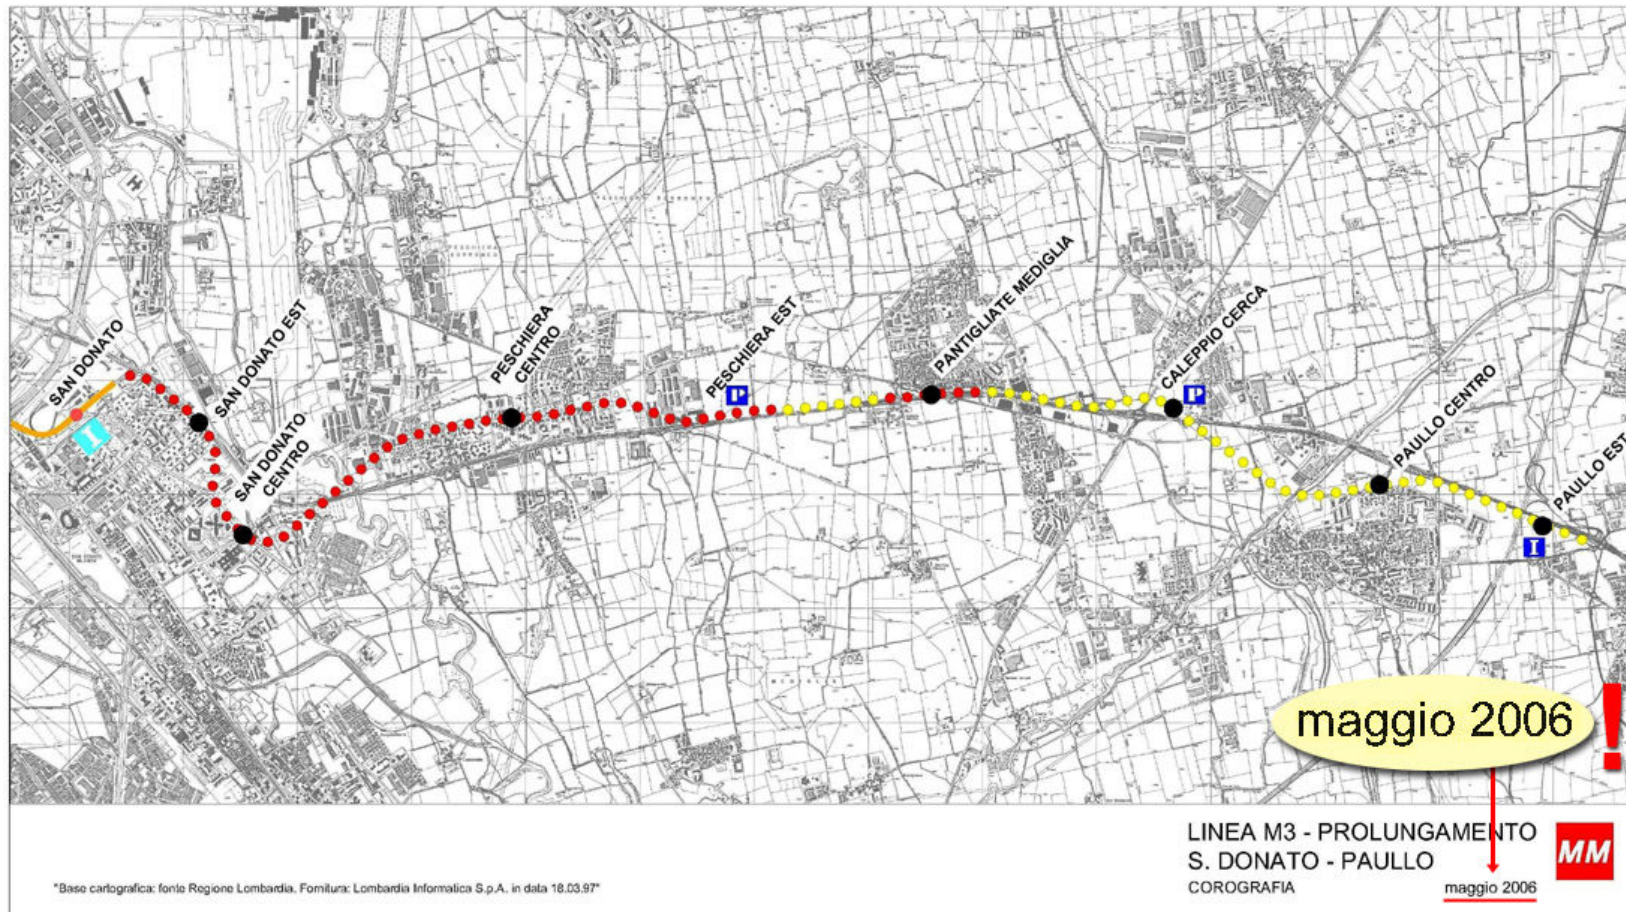 SAN DONATO
SAN DONATO EST
SAN DONATO
CENTRO
PESCHIERA
CENTRO
PESCHIERA EST
P
PANTIGLIATE MEDIGLIA
CALEPPIO CERCA
P
PAULLO CENTRO
PAULLO EST
I
I
maggio 2006 !
LINEA M3 - PROLUNGAMENTO
S. DONATO - PAULLO
COROGRAFIA
maggio 2006
MM
"Base cartografica: fonte Regione Lombardia. Fornitura: Lombardia Informatica S.p.A. in data 18.03.97"